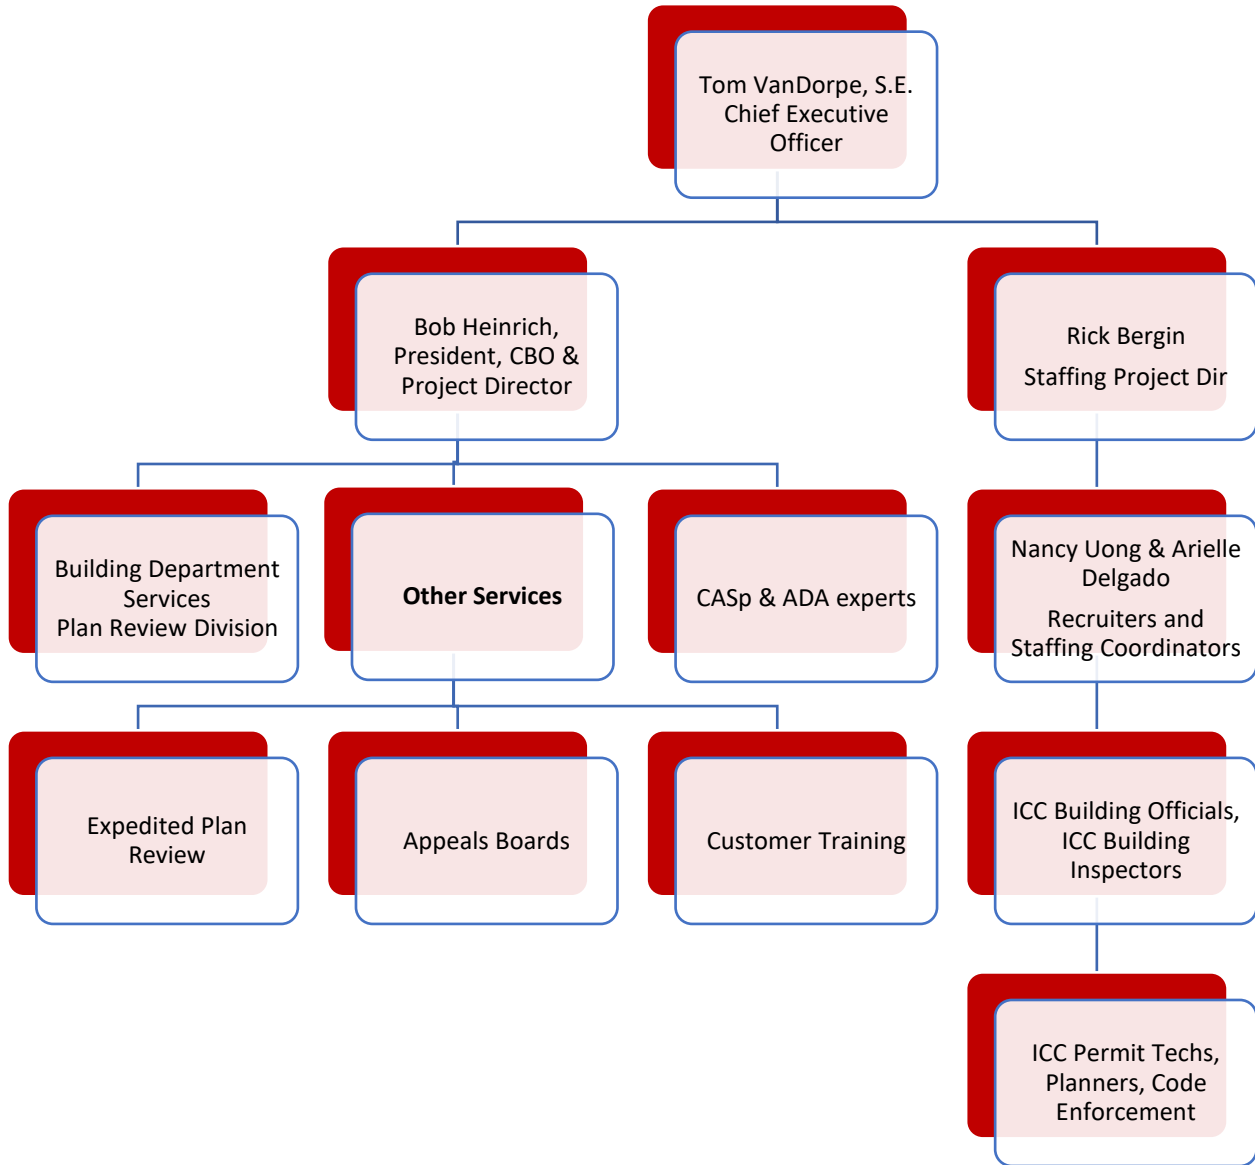 Tom VanDorpe, S.E.
Chief Executive
Officer
Bob Heinrich,
President, CBO &
Project Director
Rick Bergin
Staffing Project Dir
Building Department
Services
Plan Review Division
Other Services
CASp & ADA experts
Nancy Uong & Arielle
Delgado
Recruiters and
Staffing Coordinators
Expedited Plan
Review
Appeals Boards
Customer Training
ICC Building Officials,
ICC Building
Inspectors
ICC Permit Techs,
Planners, Code
Enforcement